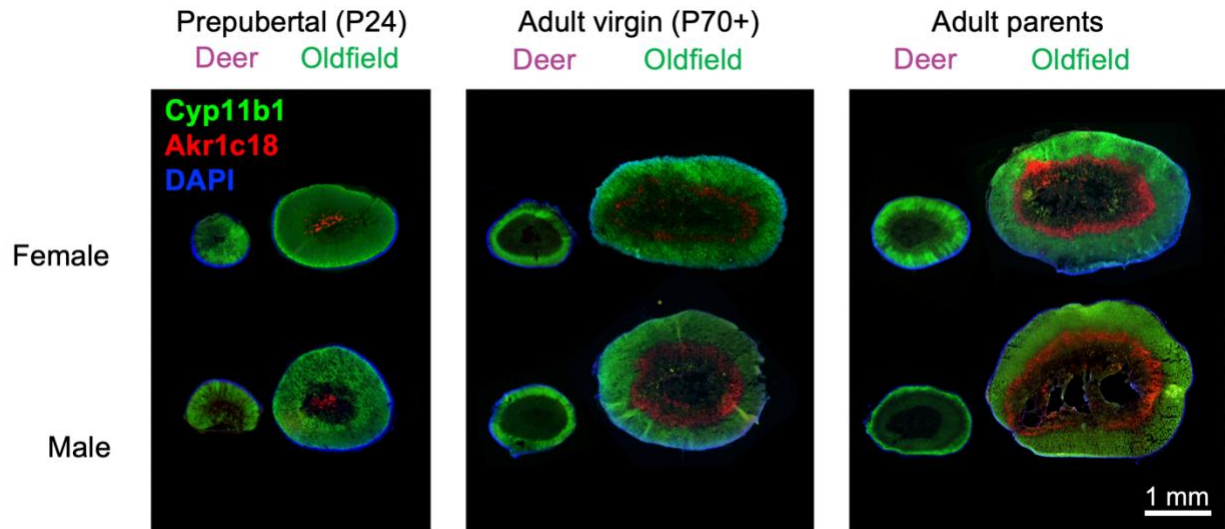 Prepubertal (P24) Adult virgin (P70+) Adult parents
Deer Oldfield Deer Oldfield Deer Oldfield
Cyp11b1
Akr1c18
DAPI
Female
Male
1 mm